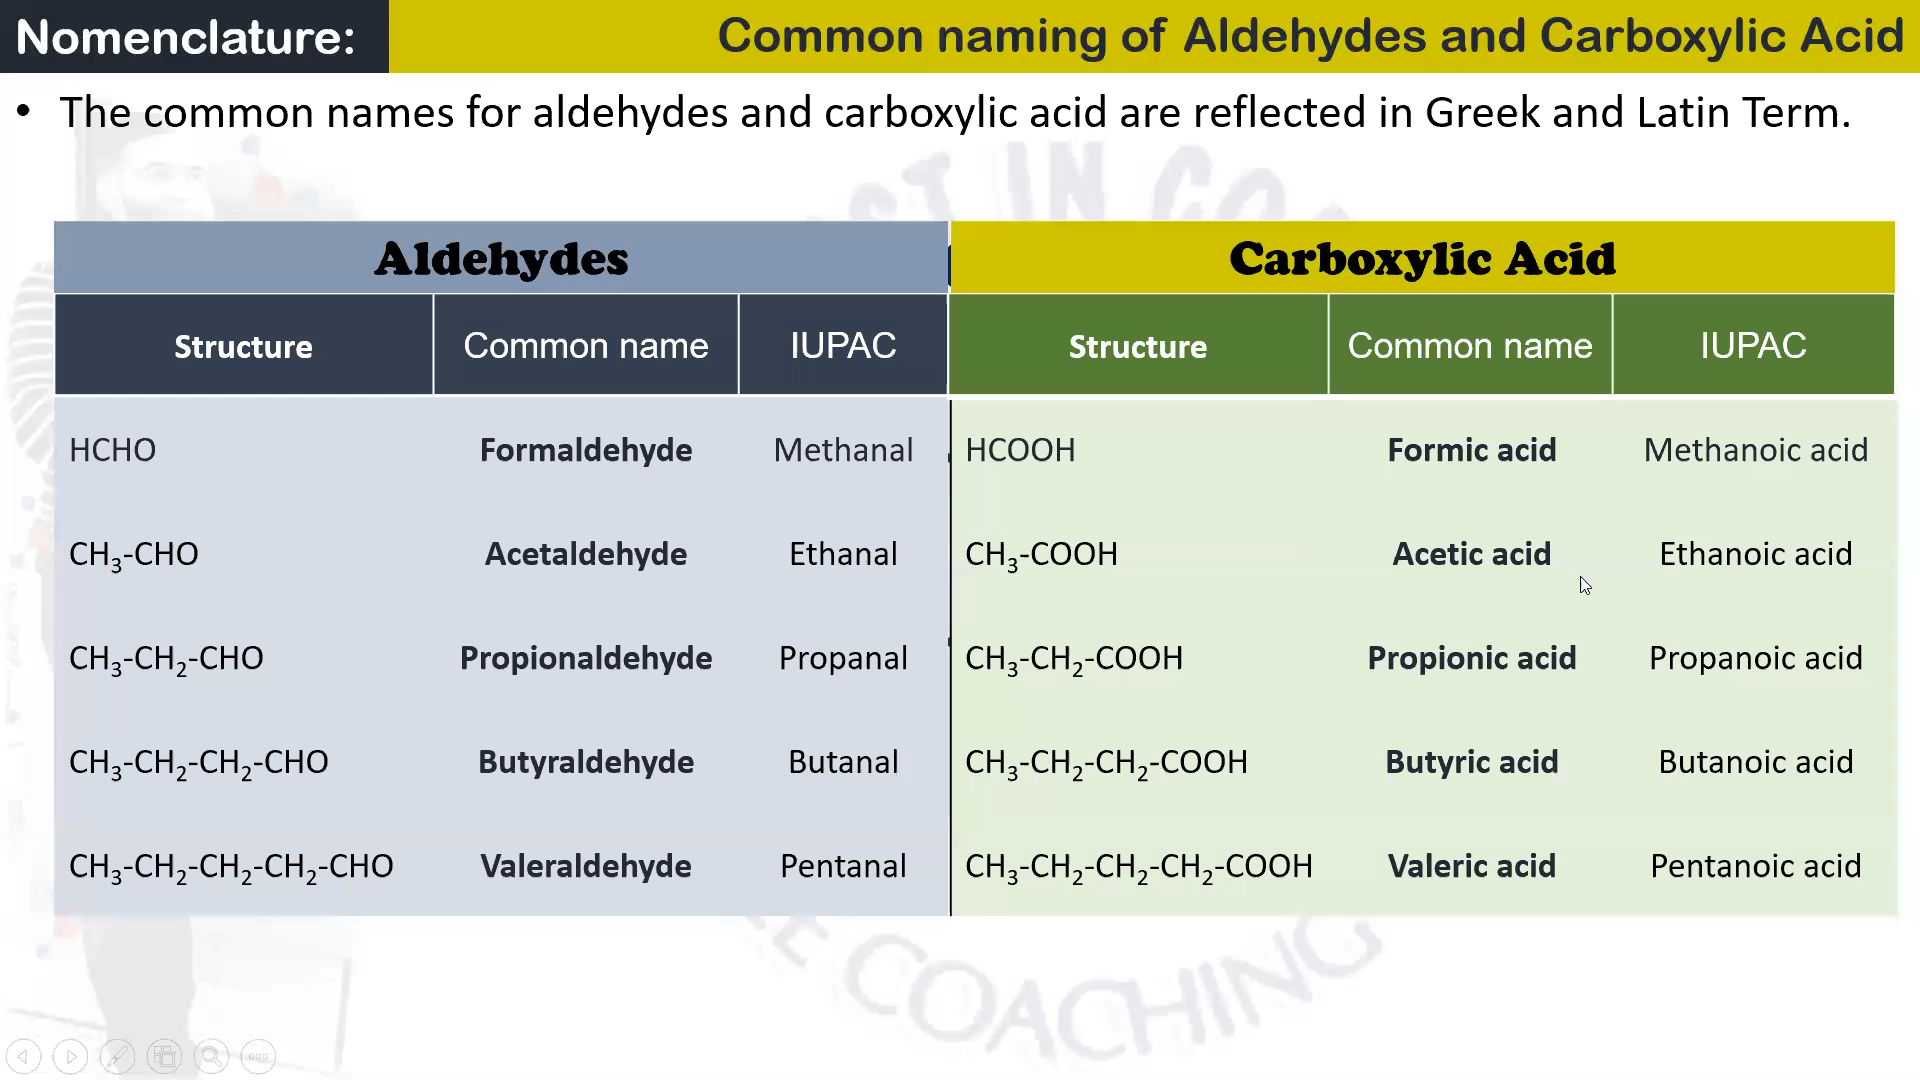 Nomenclature: Common naming of Aldehydes and Carboxylic Acid
• The common names for aldehydes and carboxylic acid are reflected in Greek and Latin Term.
Aldehydes Carboxylic Acid
Structure Common name IUPAC Structure Common name IUPAC
HCHO Formaldehyde Methanal HCOOH Formic acid Methanoic acid
CH₃-CHO Acetaldehyde Ethanal CH₃-COOH Acetic acid Ethanoic acid
CH₃-CH₂-CHO Propionaldehyde Propanal CH₃-CH₂-COOH Propionic acid Propanoic acid
CH₃-CH₂-CH₂-CHO Butyraldehyde Butanal CH₃-CH₂-CH₂-COOH Butyric acid Butanoic acid
CH₃-CH₂-CH₂-CH₂-CHO Valeraldehyde Pentanal CH₃-CH₂-CH₂-CH₂-COOH Valeric acid Pentanoic acid
COACHING